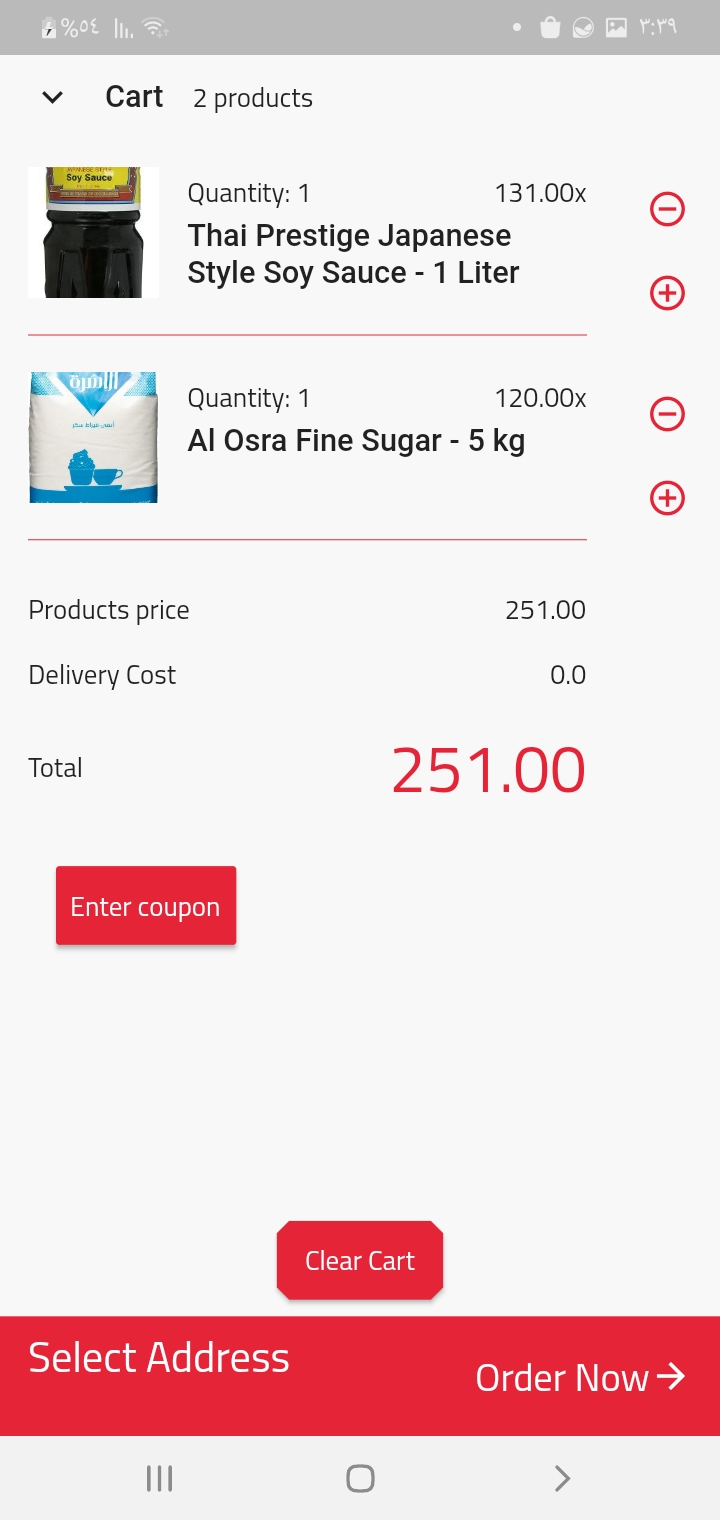 %٥٤ ٣:٣٩
Cart 2 products
Soy Sauce
Quantity: 1 131.00x
Thai Prestige Japanese
Style Soy Sauce - 1 Liter
الأسرة
Quantity: 1 120.00x
Al Osra Fine Sugar - 5 kg
Products price 251.00
Delivery Cost 0.0
Total 251.00
Enter coupon
Clear Cart
Select Address
Order Now